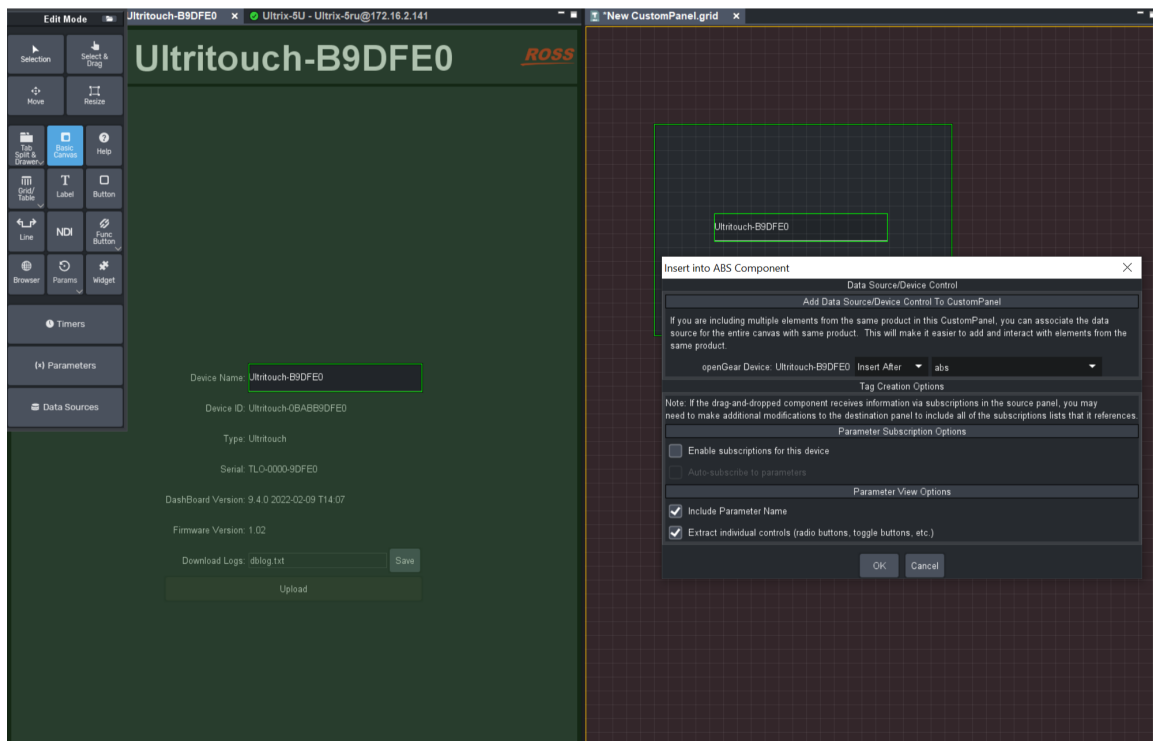 Edit Mode
Jltritouch-B9DFE0 × Ultrix-5U - Ultrix-5ru@172.16.2.141
*New CustomPanel.grid ×
Selection
Select &
Drag
Move
Resize
Tab
Split &
Drawer
Basic
Canvas
Help
Grid/
Table
Label
Button
Line
NDI
Func
Button
Browser
Params
Widget
Timers
(x) Parameters
Data Sources
Ultritouch-B9DFE0
ROSS
Device Name: Ultritouch-B9DFE0
Device ID: Ultritouch-0BABB9DFE0
Type: Ultritouch
Serial: TLO-0000-9DFE0
DashBoard Version: 9.4.0 2022-02-09 T14:07
Firmware Version: 1.02
Download Logs: dblog.txt Save
Upload
Ultritouch-B9DFE0
Insert into ABS Component
Data Source/Device Control
Add Data Source/Device Control To CustomPanel
If you are including multiple elements from the same product in this CustomPanel, you can associate the data
source for the entire canvas with same product. This will make it easier to add and interact with elements from the
same product.
openGear Device: Ultritouch-B9DFE0 Insert After abs
Tag Creation Options
Note: If the drag-and-dropped component receives information via subscriptions in the source panel, you may
need to make additional modifications to the destination panel to include all of the subscriptions lists that it references.
Parameter Subscription Options
Enable subscriptions for this device
Auto-subscribe to parameters
Parameter View Options
Include Parameter Name
Extract individual controls (radio buttons, toggle buttons, etc.)
OK Cancel